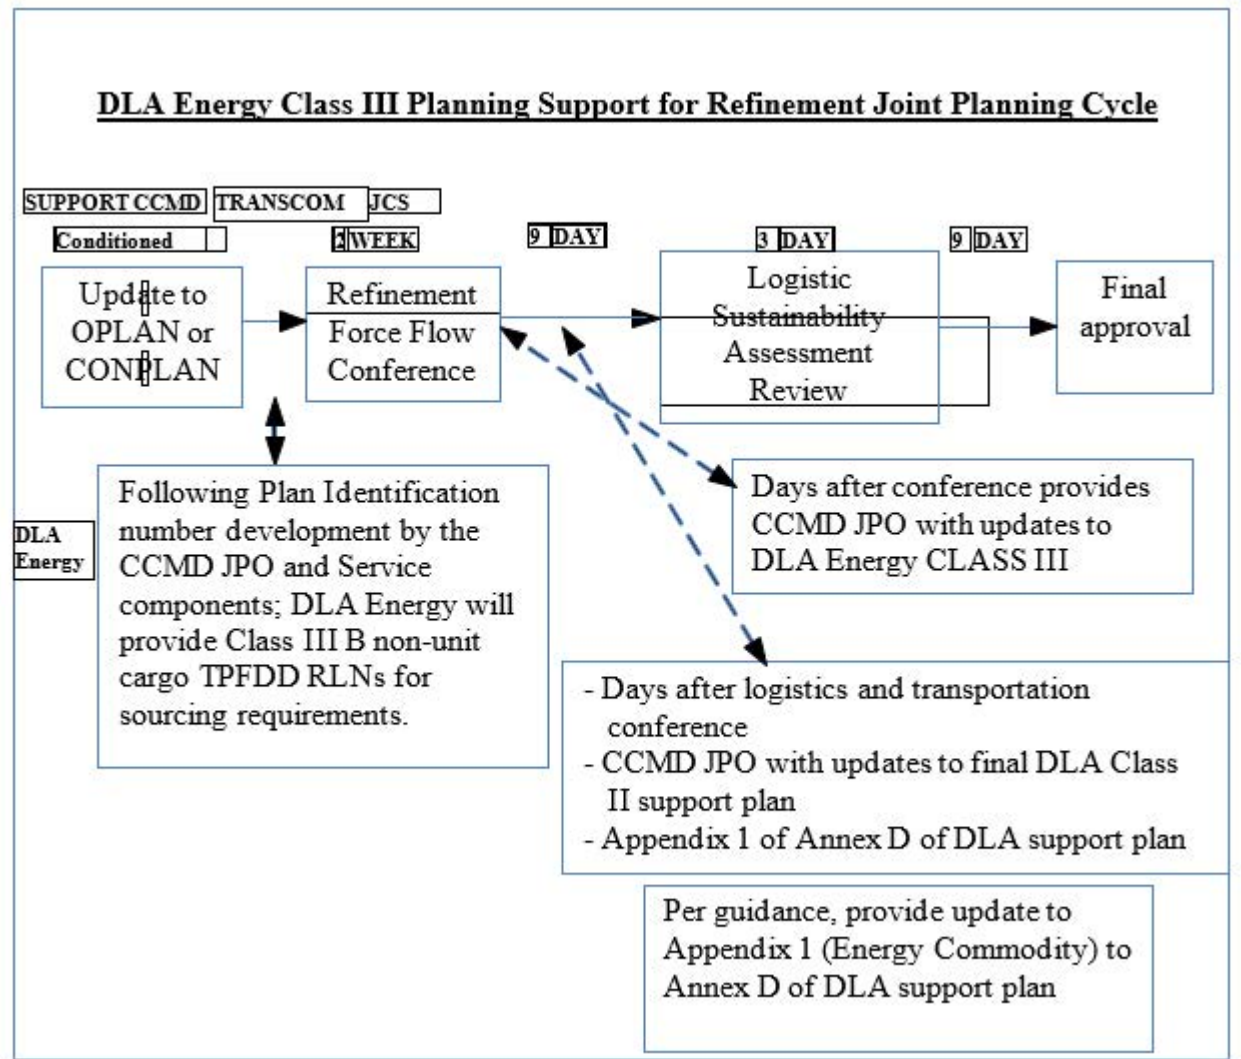 DLA Energy Class III Planning Support for Refinement Joint Planning Cycle
SUPPORT CCMD TRANSCOM JCS
Conditioned 2 WEEK 9 DAY 3 DAY 9 DAY
Update to
OPLAN or
CONPLAN
Refinement
Force Flow
Conference
Logistic
Sustainability
Assessment
Review
Final
approval
DLA
Energy
Following Plan Identification
number development by the
CCMD JPO and Service
components; DLA Energy will
provide Class III B non-unit
cargo TPFDD RLNs for
sourcing requirements.
Days after conference provides
CCMD JPO with updates to
DLA Energy CLASS III
- Days after logistics and transportation
conference
- CCMD JPO with updates to final DLA Class
II support plan
- Appendix 1 of Annex D of DLA support plan
Per guidance, provide update to
Appendix 1 (Energy Commodity) to
Annex D of DLA support plan